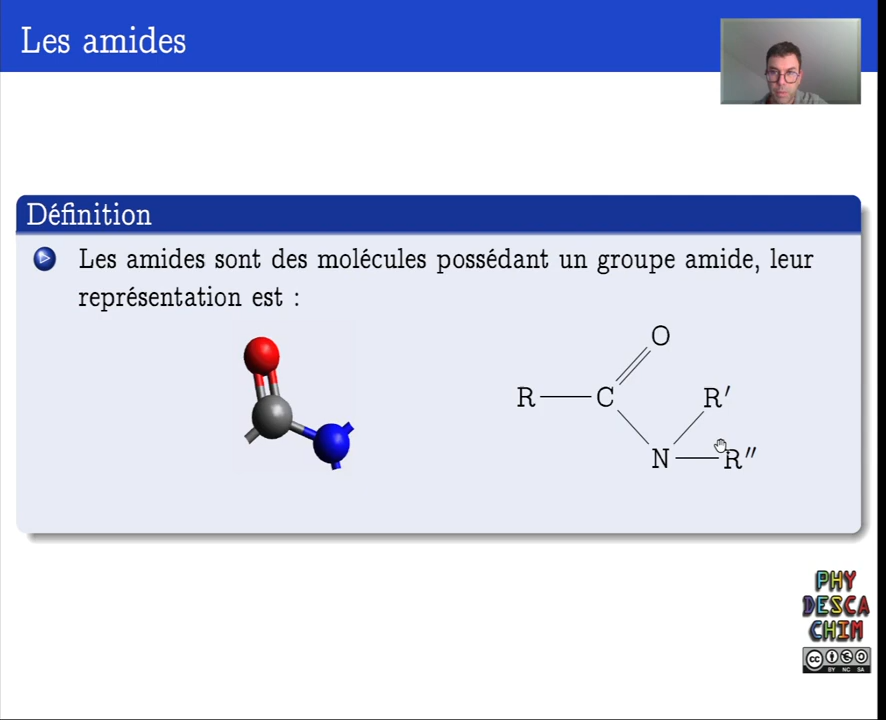 Les amides
Définition
Les amides sont des molécules possédant un groupe amide, leur
représentation est :
O
R C R′
N R″
PHY
DESCA
CHIM
cc
BY NC SA